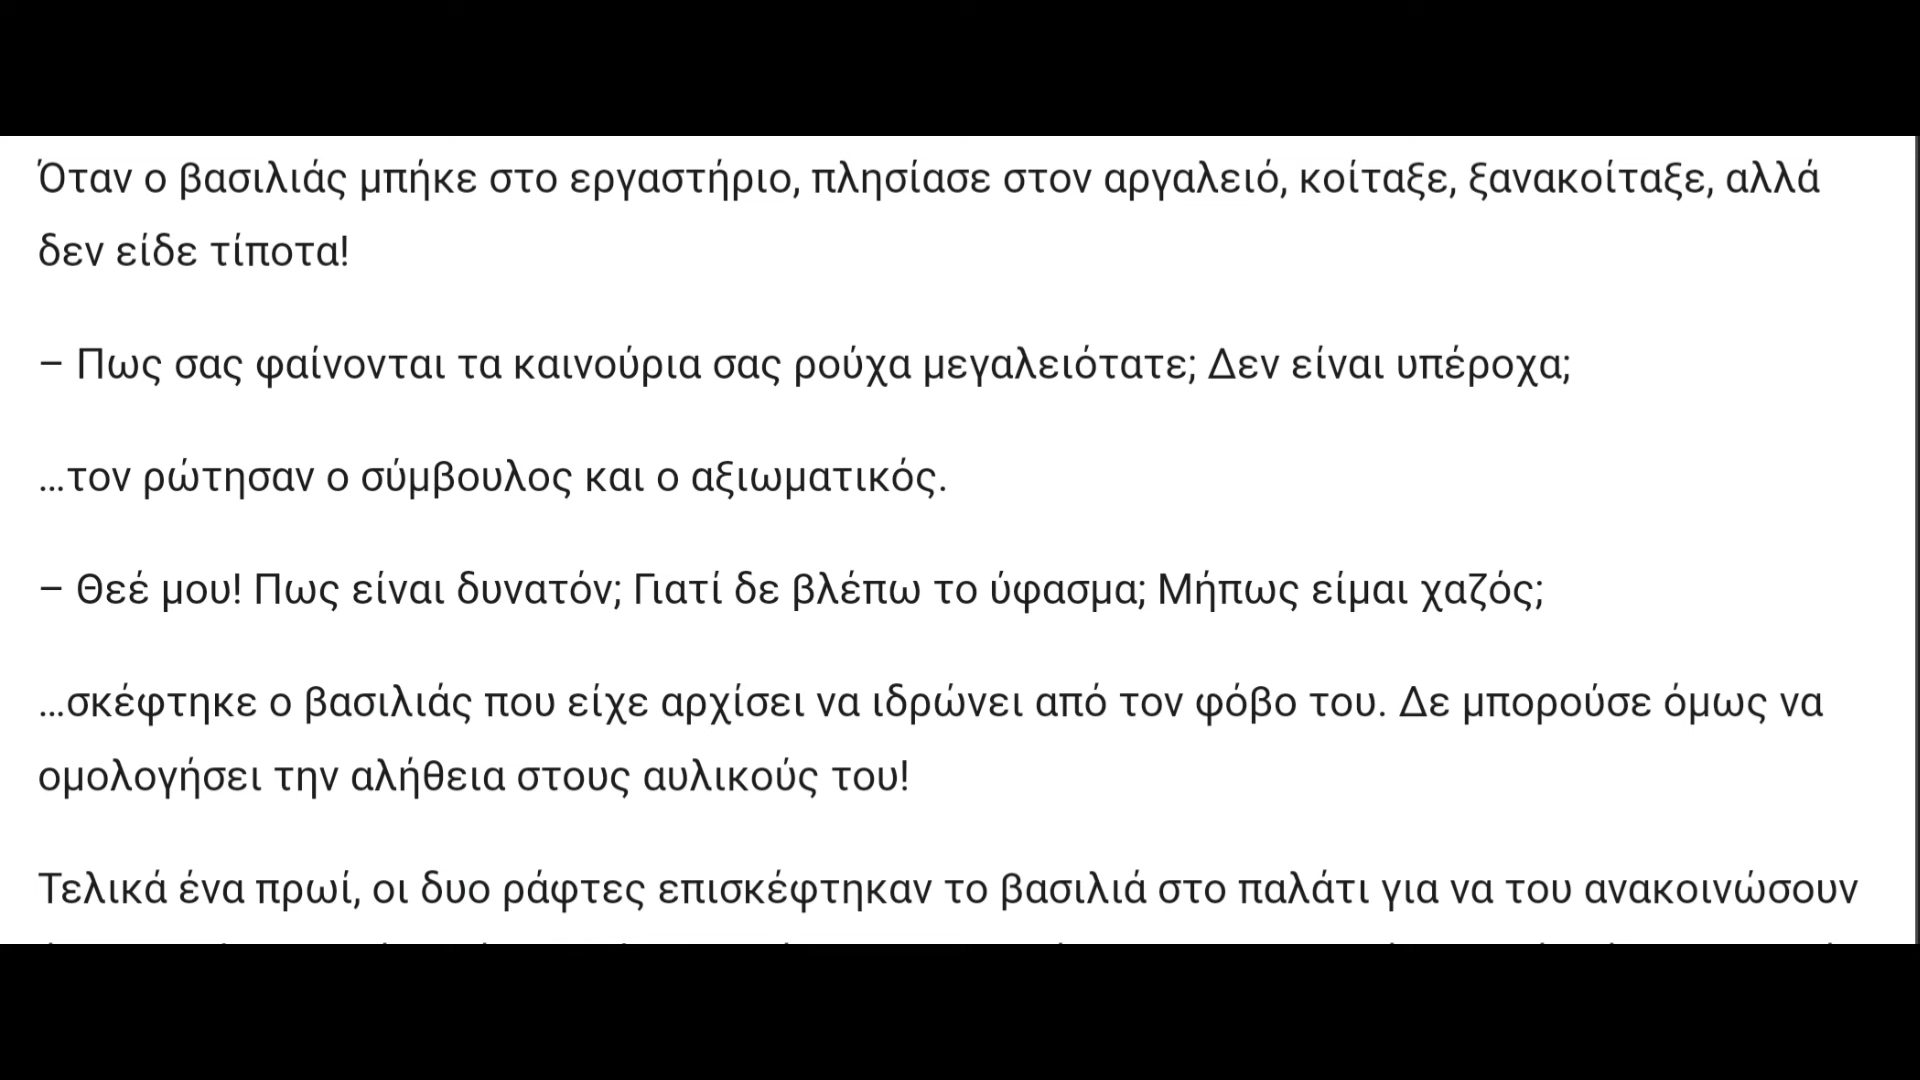 Όταν ο βασιλιάς μπήκε στο εργαστήριο, πλησίασε στον αργαλειό, κοίταξε, ξανακοίταξε, αλλά
δεν είδε τίποτα!
– Πως σας φαίνονται τα καινούρια σας ρούχα μεγαλειότατε; Δεν είναι υπέροχα;
…τον ρώτησαν ο σύμβουλος και ο αξιωματικός.
– Θεέ μου! Πως είναι δυνατόν; Γιατί δε βλέπω το ύφασμα; Μήπως είμαι χαζός;
…σκέφτηκε ο βασιλιάς που είχε αρχίσει να ιδρώνει από τον φόβο του. Δε μπορούσε όμως να
ομολογήσει την αλήθεια στους αυλικούς του!
Τελικά ένα πρωί, οι δυο ράφτες επισκέφτηκαν το βασιλιά στο παλάτι για να του ανακοινώσουν